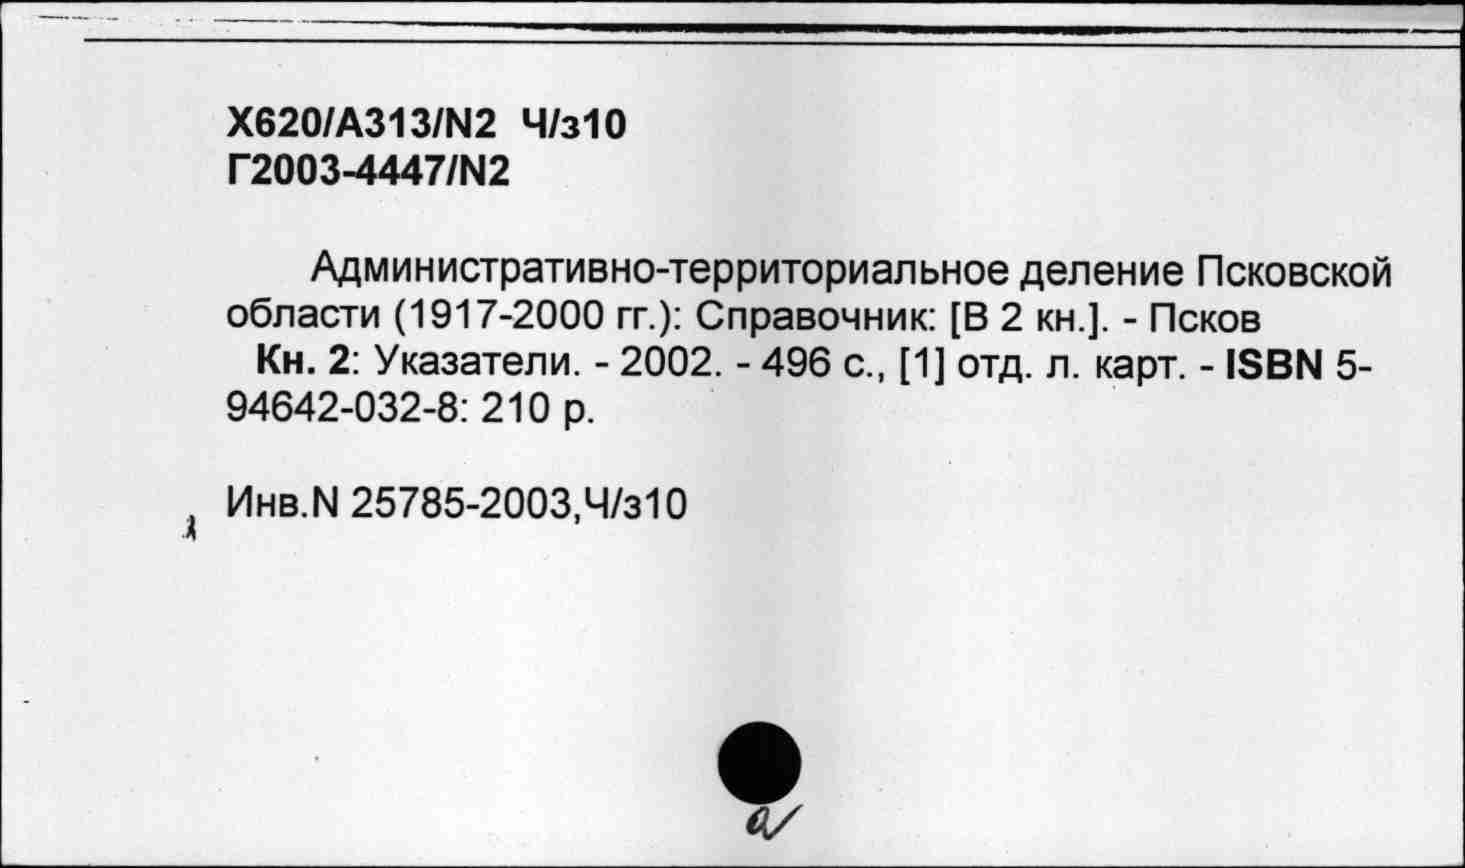 Х620/А313/N2 Ч/з10
Г2003-4447/N2
Административно-территориальное деление Псковской
области (1917-2000 гг.): Справочник: [В 2 кн.]. - Псков
Кн. 2: Указатели. - 2002. - 496 с., [1] отд. л. карт. - ISBN 5-
94642-032-8: 210 р.
Инв.N 25785-2003,Ч/з10